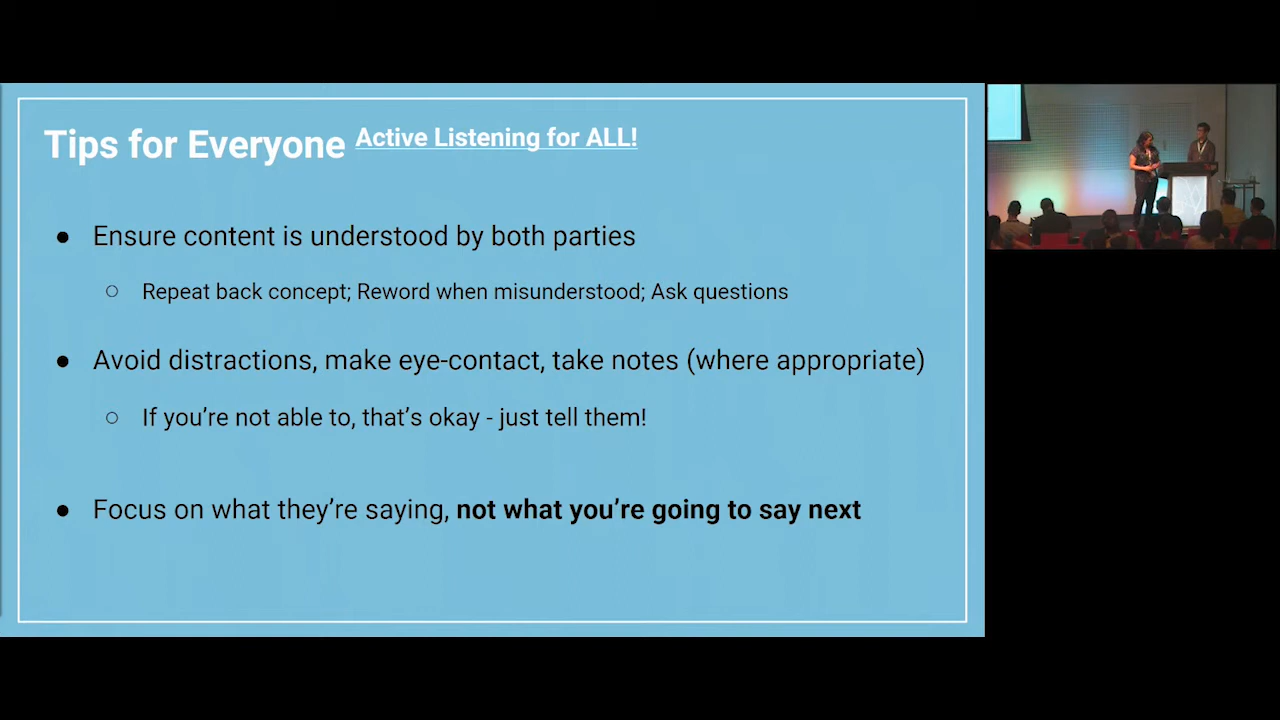 Tips for Everyone Active Listening for ALL!
● Ensure content is understood by both parties
○ Repeat back concept; Reword when misunderstood; Ask questions
● Avoid distractions, make eye-contact, take notes (where appropriate)
○ If you’re not able to, that’s okay - just tell them!
● Focus on what they’re saying, not what you’re going to say next